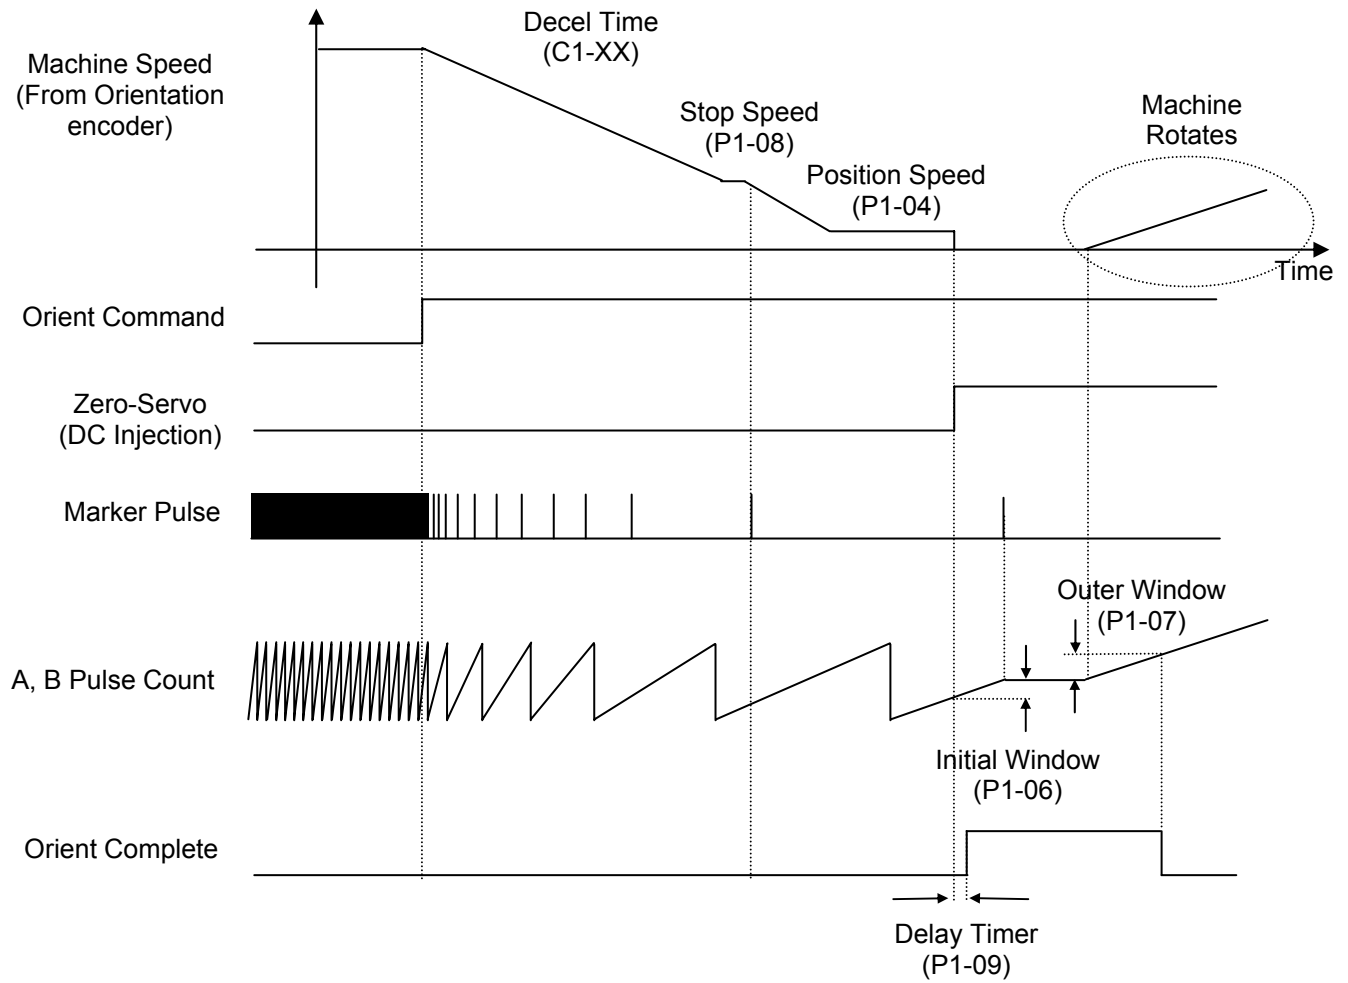 Decel Time
(C1-XX)
Machine Speed
(From Orientation
encoder)
Stop Speed
(P1-08)
Machine
Rotates
Position Speed
(P1-04)
Time
Orient Command
Zero-Servo
(DC Injection)
Marker Pulse
Outer Window
(P1-07)
A, B Pulse Count
Initial Window
(P1-06)
Orient Complete
Delay Timer
(P1-09)